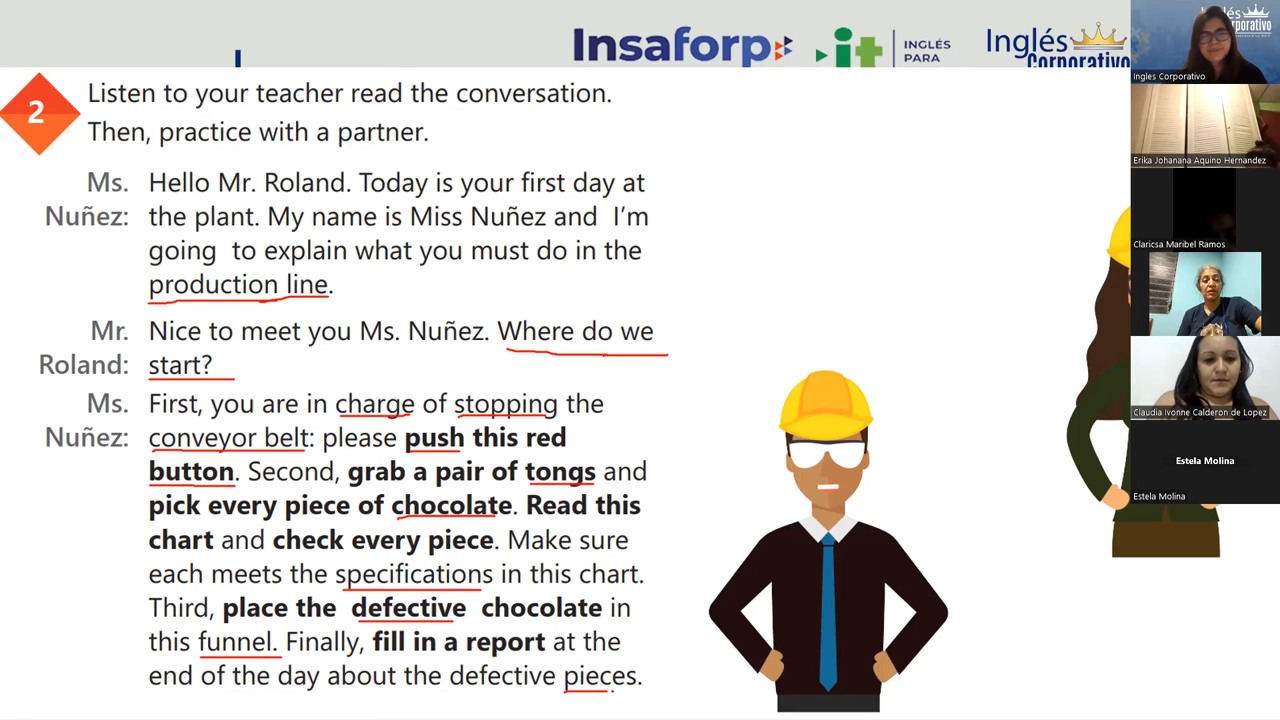 Insaforp
it
INGLÉS
PARA
Inglés
Corporativo
Inglés
Corporativo
Ingles Corporativo
2
Listen to your teacher read the conversation.
Then, practice with a partner.
Ms.
Nuñez:
Hello Mr. Roland. Today is your first day at
the plant. My name is Miss Nuñez and I'm
going to explain what you must do in the
production line.
Mr.
Roland:
Nice to meet you Ms. Nuñez. Where do we
start?
Ms.
Nuñez:
First, you are in charge of stopping the
conveyor belt: please push this red
button. Second, grab a pair of tongs and
pick every piece of chocolate. Read this
chart and check every piece. Make sure
each meets the specifications in this chart.
Third, place the defective chocolate in
this funnel. Finally, fill in a report at the
end of the day about the defective pieces.
Erika Johanana Aquino Hernandez
Claricsa Maribel Ramos
Claudia Ivonne Calderon de Lopez
Estela Molina
Estela Molina